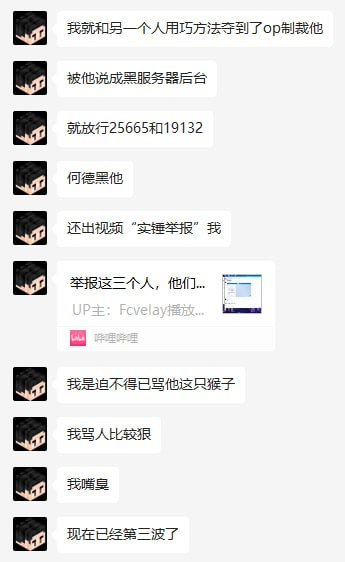 我就和另一个人用巧方法夺到了op制裁他
被他说成黑服务器后台
就放行25665和19132
何德黑他
还出视频“实锤举报”我
举报这三个人，他们...
UP主：Fcvelay播放...
哔哩哔哩
我是迫不得已骂他这只猴子
我骂人比较狠
我嘴臭
现在已经第三波了